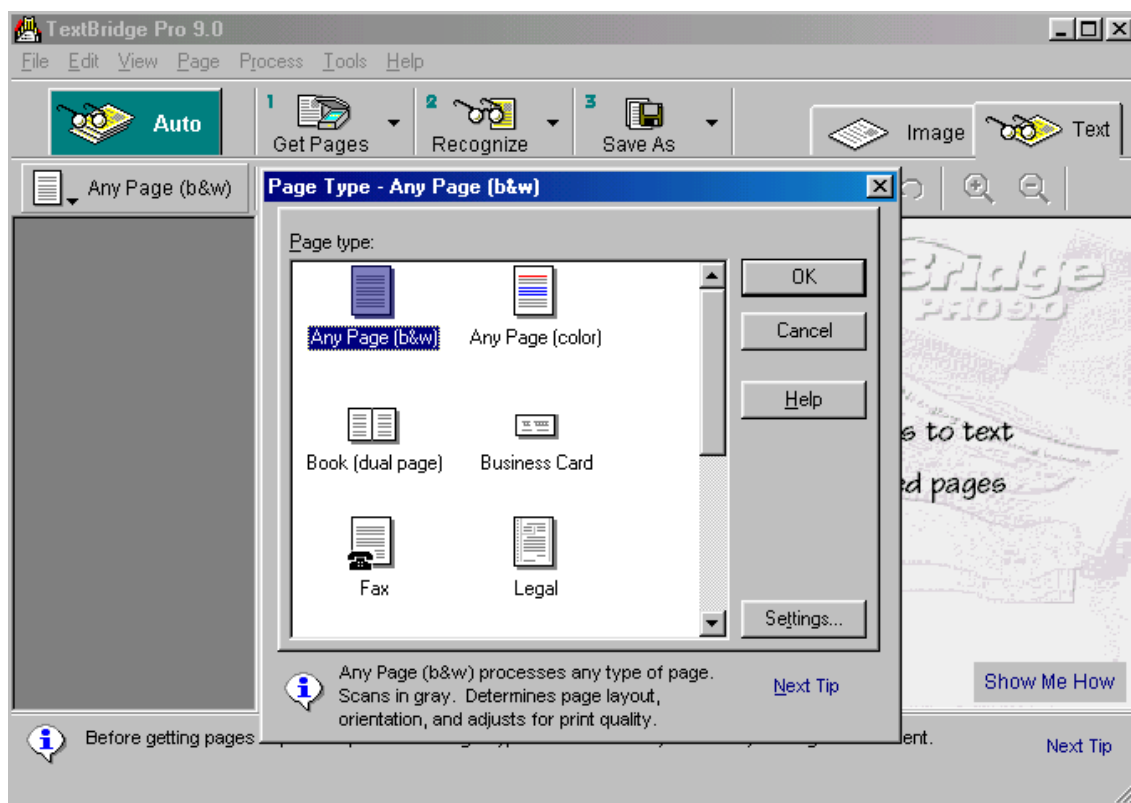 TextBridge Pro 9.0
File Edit View Page Process Tools Help
Auto
1 Get Pages
2 Recognize
3 Save As
Image
Text
Any Page (b&w)
Page Type - Any Page (b&w)
Page type:
Any Page (b&w)
Any Page (color)
Book (dual page)
Business Card
Fax
Legal
OK
Cancel
Help
Settings...
Any Page (b&w) processes any type of page.
Scans in gray. Determines page layout,
orientation, and adjusts for print quality.
Next Tip
Bridge
PRO 9.0
to text
pages
Show Me How
Before getting pages
Next Tip